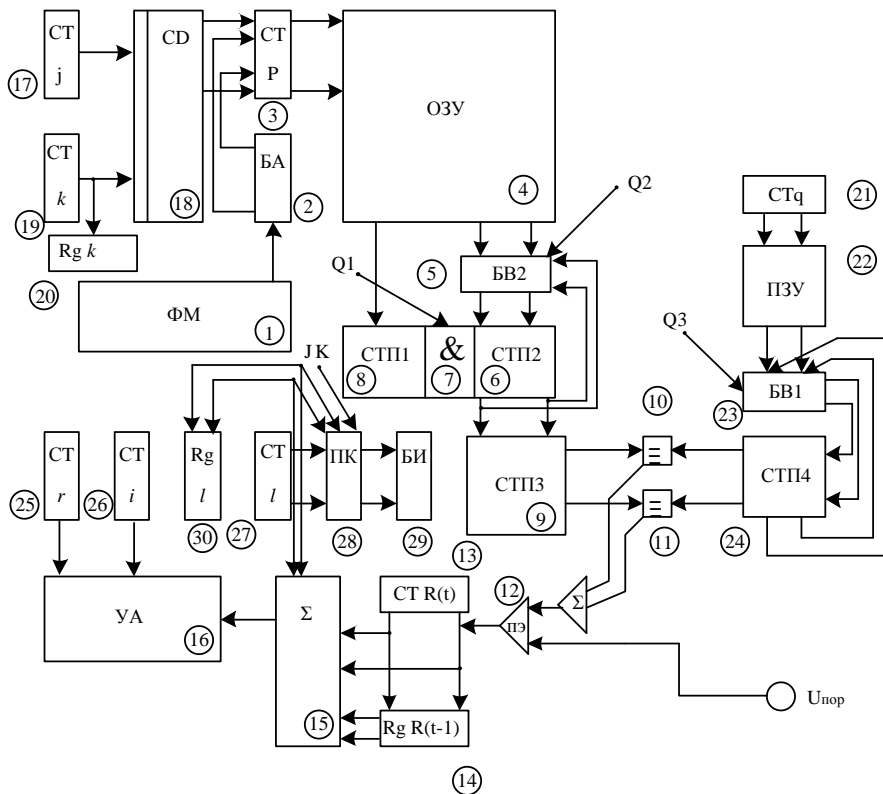 СТ
j
17
CD
18
СТ
Р
3
ОЗУ
4
СТ
k
19
БА
2
Rg k
20
ФМ
1
Q2
5
БВ2
Q1
СТП1
8
&
7
СТП2
6
СТq
21
ПЗУ
22
Q3
БВ1
23
J K
10
=
СТП3
9
=
11
СТП4
24
СТ
r
25
СТ
i
26
Rg
l
30
СТ
l
27
ПК
28
БИ
29
13
СТ R(t)
12
ПЭ
Σ
УА
16
Σ
15
Rg R(t-1)
14
Uпор